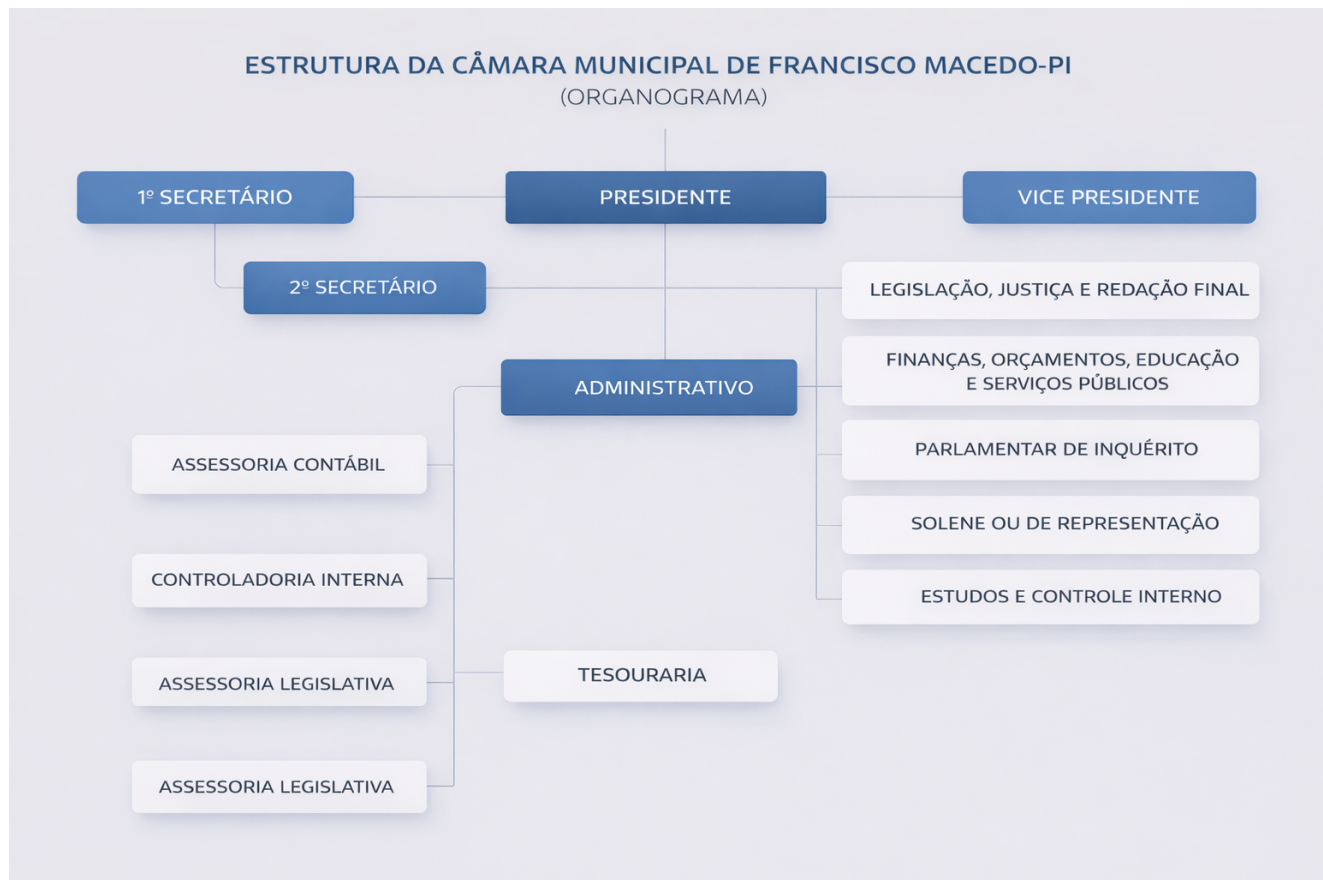 ESTRUTURA DA CÂMARA MUNICIPAL DE FRANCISCO MACEDO-PI
(ORGANOGRAMA)
1º SECRETÁRIO
PRESIDENTE
VICE PRESIDENTE
2º SECRETÁRIO
LEGISLAÇÃO, JUSTIÇA E REDAÇÃO FINAL
FINANÇAS, ORÇAMENTOS, EDUCAÇÃO
E SERVIÇOS PÚBLICOS
ADMINISTRATIVO
PARLAMENTAR DE INQUÉRITO
ASSESSORIA CONTÁBIL
SOLENE OU DE REPRESENTAÇÃO
CONTROLADORIA INTERNA
ESTUDOS E CONTROLE INTERNO
ASSESSORIA LEGISLATIVA
TESOURARIA
ASSESSORIA LEGISLATIVA